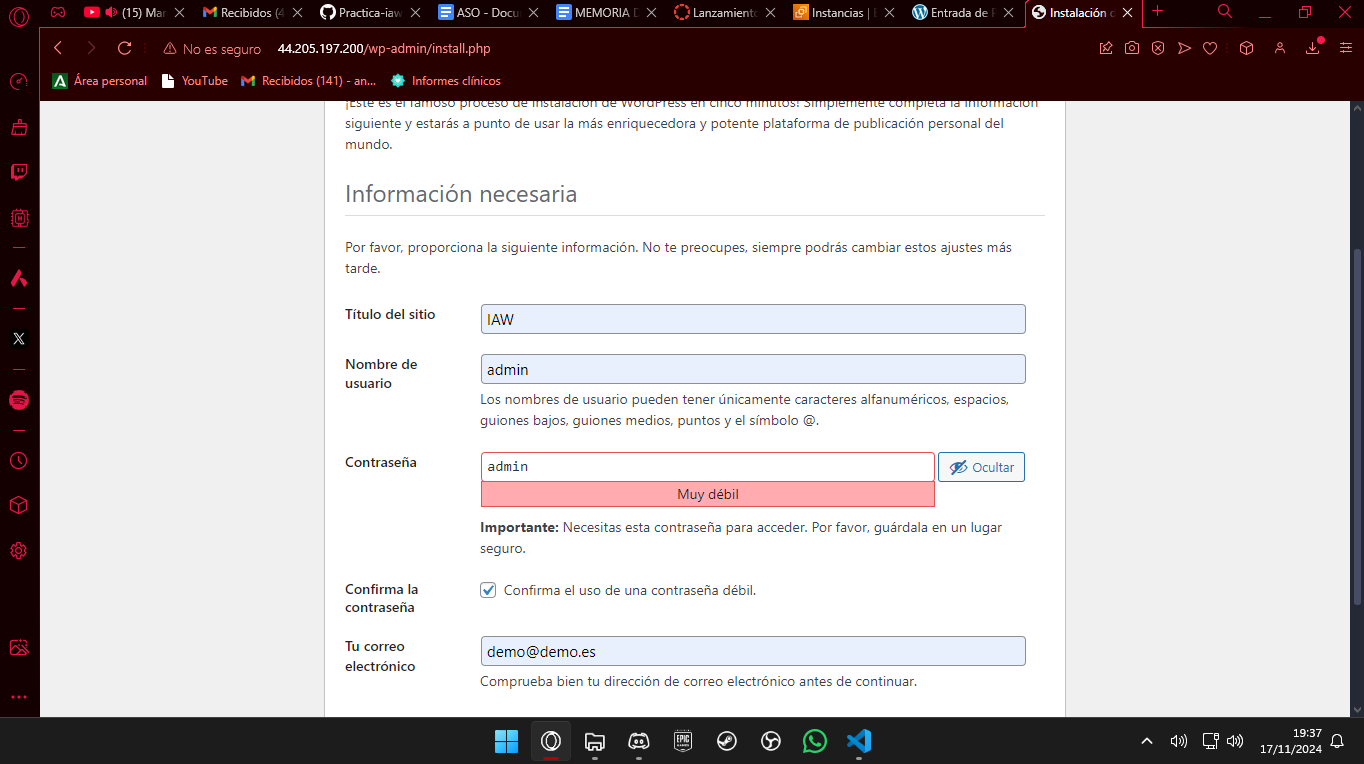 (15) Mar
Recibidos (4
Practica-iaw
ASO - Docu
MEMORIA D
Lanzamiento
Instancias | E
Entrada de P
Instalación d
No es seguro
44.205.197.200/wp-admin/install.php
Área personal
YouTube
Recibidos (141) - an...
Informes clínicos
¡Este es el famoso proceso de instalación de WordPress en cinco minutos! Simplemente completa la información
siguiente y estarás a punto de usar la más enriquecedora y potente plataforma de publicación personal del
mundo.
Información necesaria
Por favor, proporciona la siguiente información. No te preocupes, siempre podrás cambiar estos ajustes más
tarde.
Título del sitio
IAW
Nombre de
usuario
admin
Los nombres de usuario pueden tener únicamente caracteres alfanuméricos, espacios,
guiones bajos, guiones medios, puntos y el símbolo @.
Contraseña
admin
Ocultar
Muy débil
Importante: Necesitas esta contraseña para acceder. Por favor, guárdala en un lugar
seguro.
Confirma la
contraseña
Confirma el uso de una contraseña débil.
Tu correo
electrónico
demo@demo.es
Comprueba bien tu dirección de correo electrónico antes de continuar.
EPIC
GAMES
19:37
17/11/2024